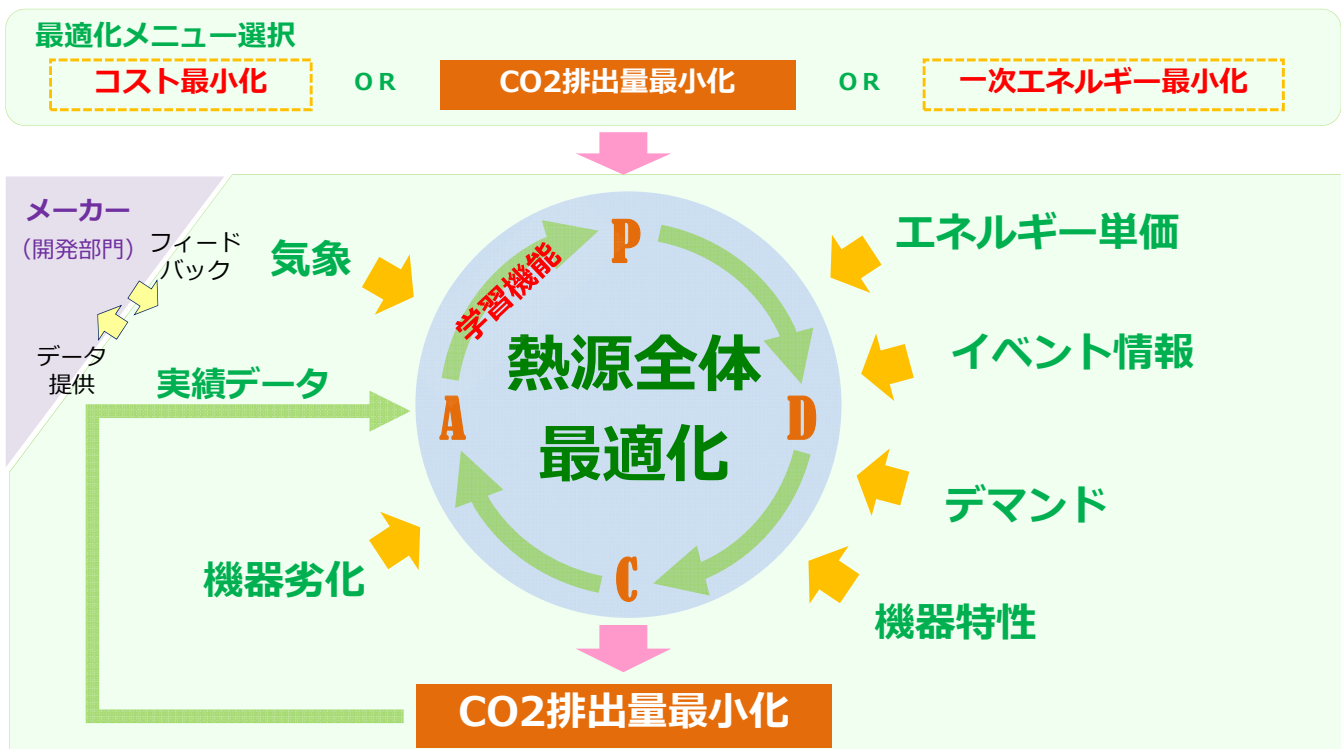 最適化メニュー選択
コスト最小化 OR CO2排出量最小化 OR 一次エネルギー最小化
メーカー
(開発部門)
フィード
バック
データ
提供
気象
実績データ
機器劣化
P
学習機能
熱源全体
最適化
A
D
C
エネルギー単価
イベント情報
デマンド
機器特性
CO2排出量最小化